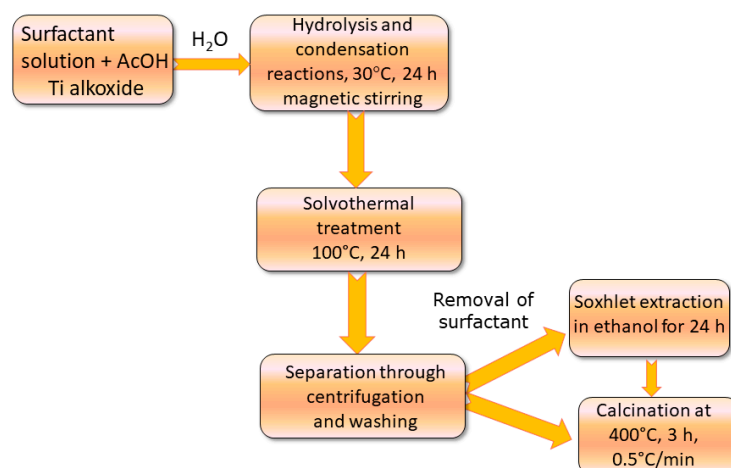 Surfactant
solution + AcOH
Ti alkoxide
H₂O
Hydrolysis and
condensation
reactions, 30°C, 24 h
magnetic stirring
Solvothermal
treatment
100°C, 24 h
Separation through
centrifugation
and washing
Removal of
surfactant
Soxhlet extraction
in ethanol for 24 h
Calcination at
400°C, 3 h,
0.5°C/min